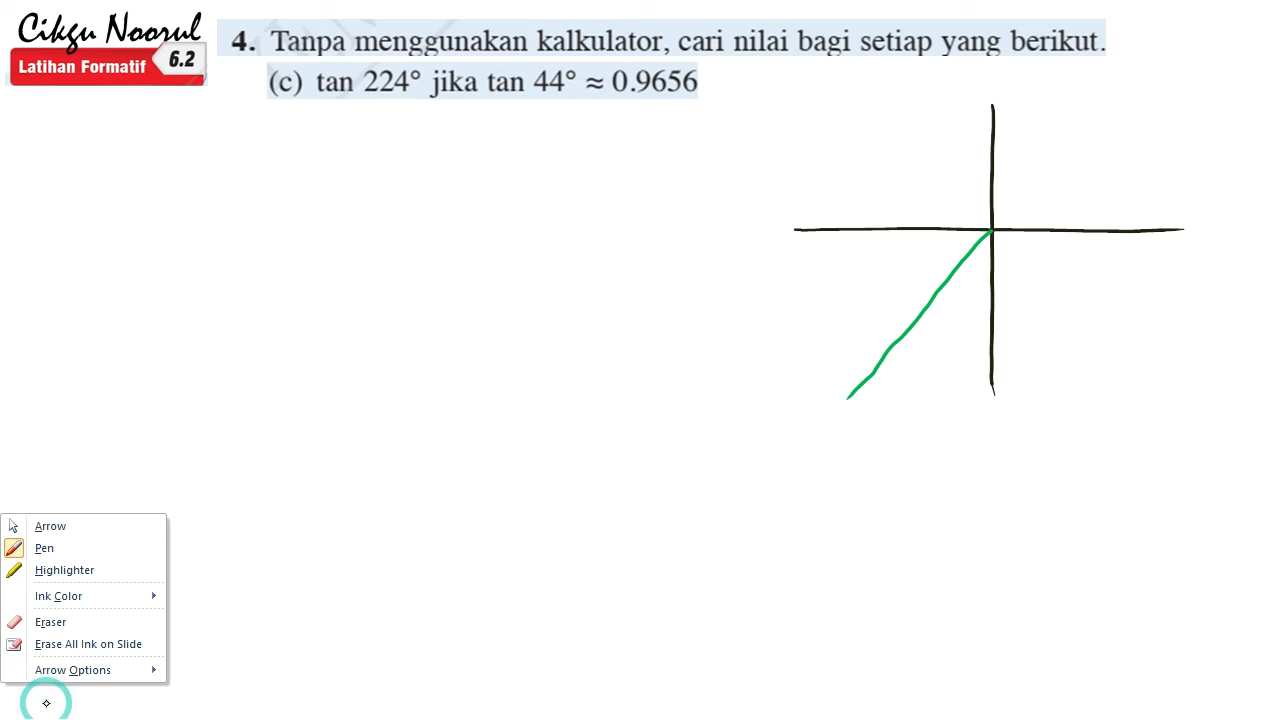 Cikgu Noorul
Latihan Formatif 6.2
4. Tanpa menggunakan kalkulator, cari nilai bagi setiap yang berikut.
(c) tan 224° jika tan 44° ≈ 0.9656
Arrow
Pen
Highlighter
Ink Color
Eraser
Erase All Ink on Slide
Arrow Options